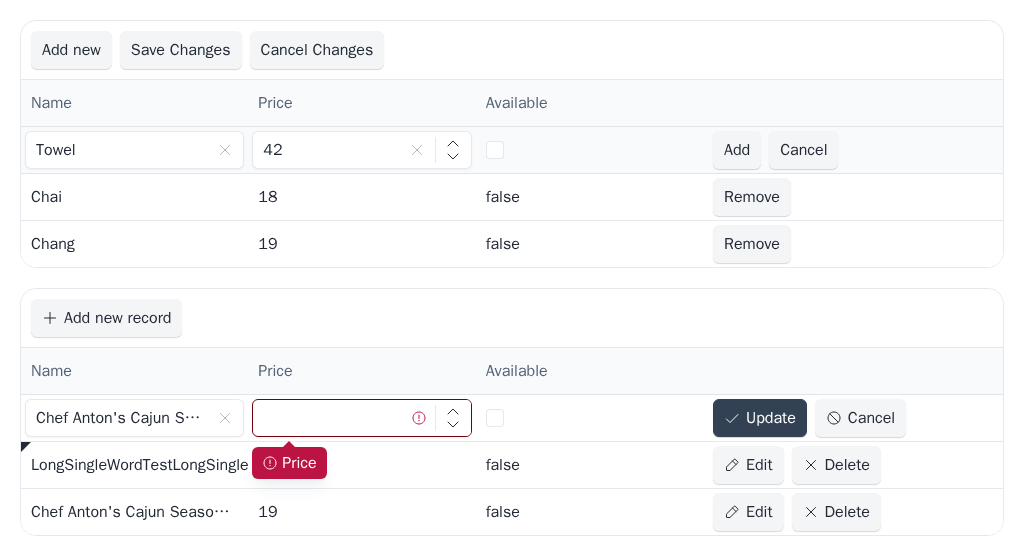 Add new Save Changes Cancel Changes
Name Price Available
Towel 42 Add Cancel
Chai 18 false Remove
Chang 19 false Remove
Add new record
Name Price Available
Chef Anton's Cajun S··· Update Cancel
LongSingleWordTestLongSingle Price false Edit Delete
Chef Anton's Cajun Seaso··· 19 false Edit Delete